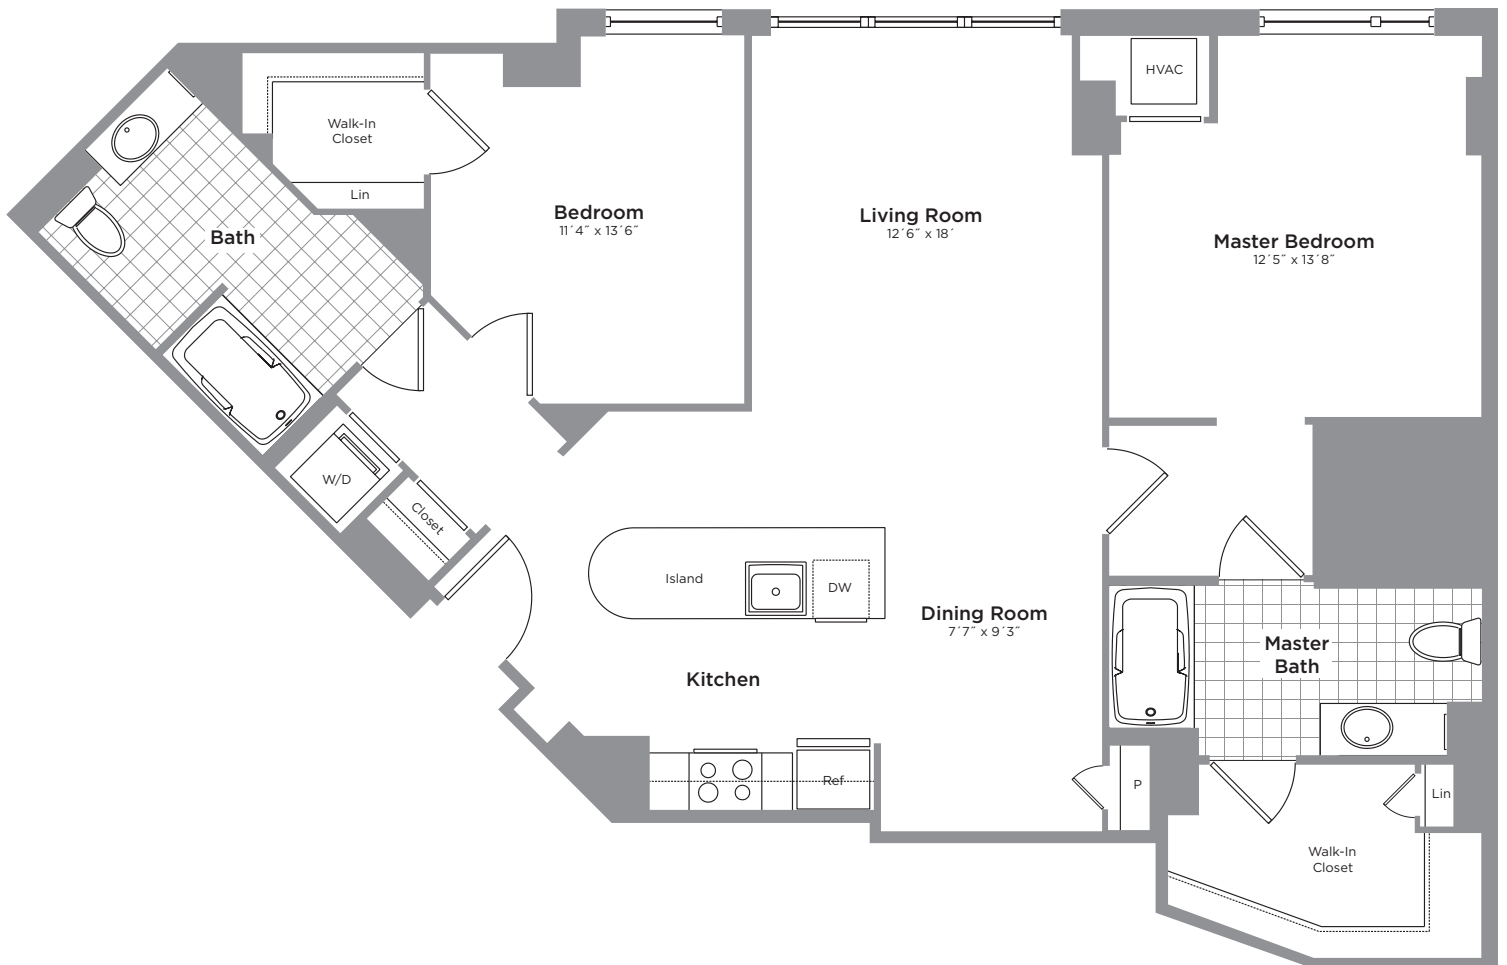 HVAC
Walk-In
Closet
Lin
Bedroom
11´4˝ x 13´6˝
Living Room
12´6˝ x 18´
Bath
Master Bedroom
12´5˝ x 13´8˝
W/D
Closet
Island
DW
Dining Room
7´7˝ x 9´3˝
Master
Bath
Kitchen
Ref
P
Lin
Walk-In
Closet